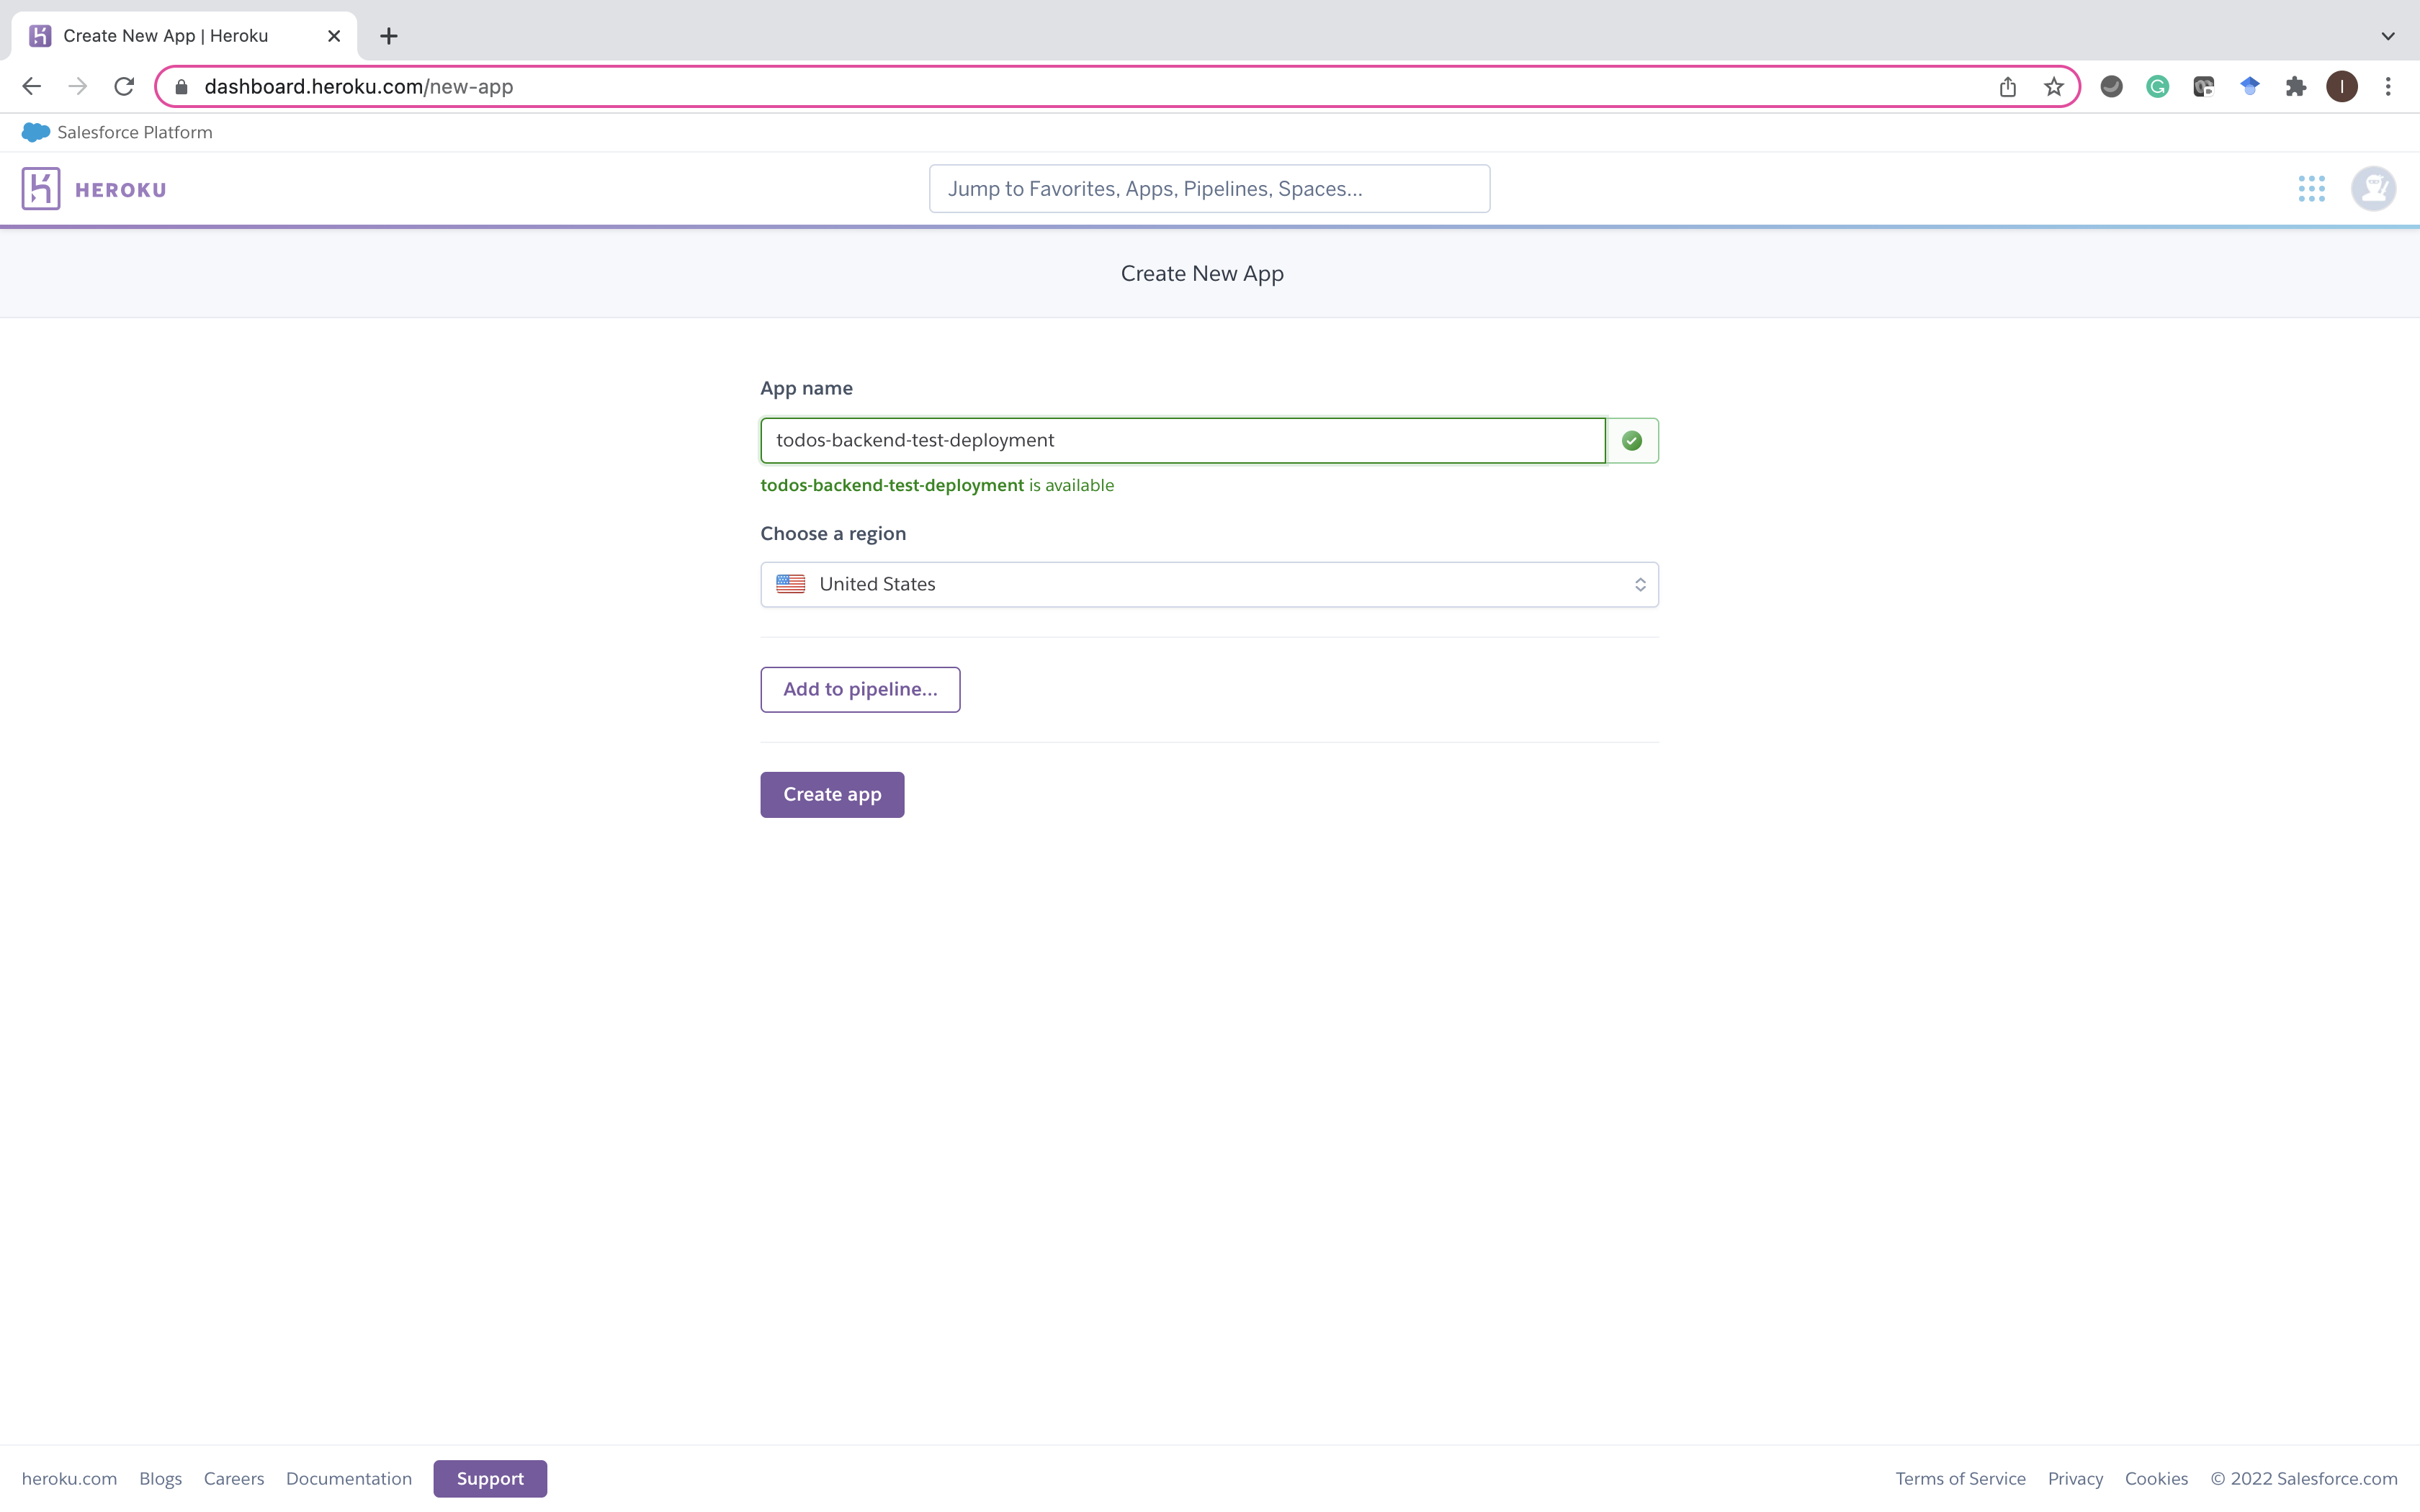 Create New App | Heroku
dashboard.heroku.com/new-app
I
Salesforce Platform
HEROKU
Jump to Favorites, Apps, Pipelines, Spaces...
Create New App
App name
todos-backend-test-deployment
todos-backend-test-deployment is available
Choose a region
United States
Add to pipeline...
Create app
heroku.com Blogs Careers Documentation Support Terms of Service Privacy Cookies © 2022 Salesforce.com